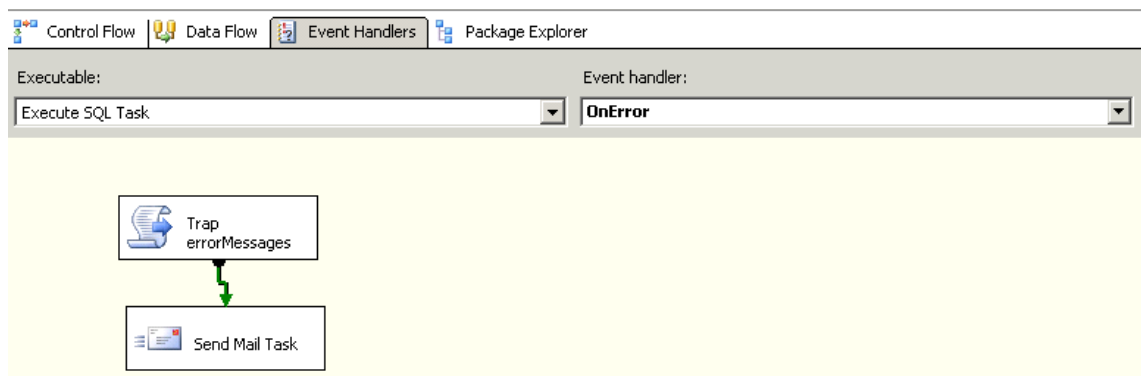 Control Flow Data Flow Event Handlers Package Explorer
Executable: Event handler:
Execute SQL Task OnError
Trap
errorMessages
Send Mail Task